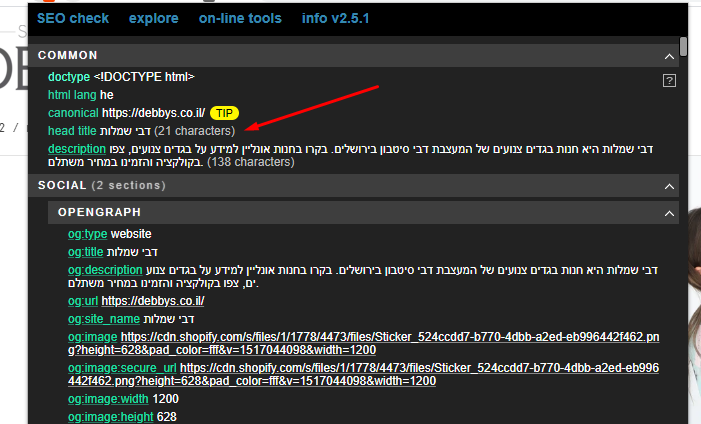 SEO check explore on-line tools info v2.5.1
COMMON
doctype <!DOCTYPE html>
html lang he
canonical https://debbys.co.il/ TIP
head title דבי שמלות (21 characters)
description דבי שמלות היא חנות בגדים צנועים של המעצבת דבי סיטבון בירושלים. בקרו בחנות אונליין למידע על בגדים צנועים, צפו
בקולקציה והזמינו במחיר משתלם. (138 characters)
SOCIAL (2 sections)
OPENGRAPH
og:type website
og:title דבי שמלות
og:description דבי שמלות היא חנות בגדים צנועים של המעצבת דבי סיטבון בירושלים. בקרו בחנות אונליין למידע על בגדים צנוע
ים, צפו בקולקציה והזמינו במחיר משתלם.
og:url https://debbys.co.il/
og:site_name דבי שמלות
og:image https://cdn.shopify.com/s/files/1/1778/4473/files/Sticker_524ccdd7-b770-4dbb-a2ed-eb996442f462.pn
g?height=628&pad_color=fff&v=1517044098&width=1200
og:image:secure_url https://cdn.shopify.com/s/files/1/1778/4473/files/Sticker_524ccdd7-b770-4dbb-a2ed-eb996
442f462.png?height=628&pad_color=fff&v=1517044098&width=1200
og:image:width 1200
og:image:height 628